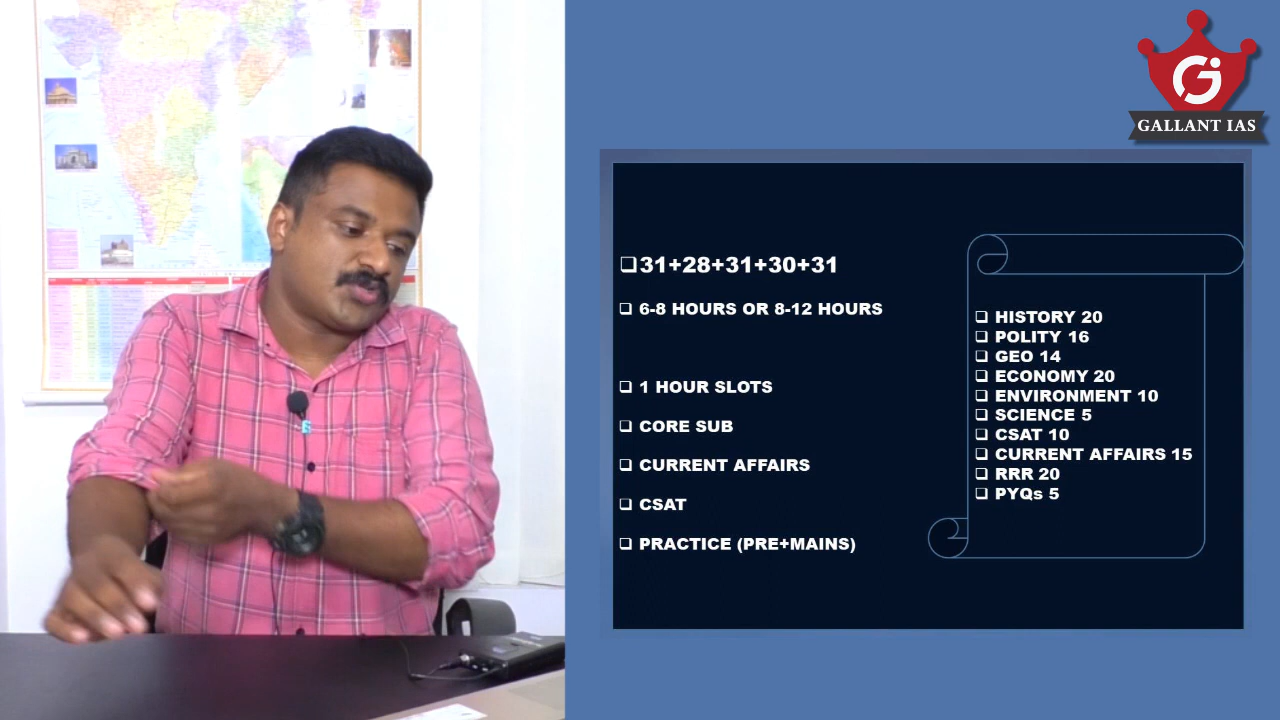 GALLANT IAS
❑31+28+31+30+31
❑ 6-8 HOURS OR 8-12 HOURS
❑ 1 HOUR SLOTS
❑ CORE SUB
❑ CURRENT AFFAIRS
❑ CSAT
❑ PRACTICE (PRE+MAINS)
❑ HISTORY 20
❑ POLITY 16
❑ GEO 14
❑ ECONOMY 20
❑ ENVIRONMENT 10
❑ SCIENCE 5
❑ CSAT 10
❑ CURRENT AFFAIRS 15
❑ RRR 20
❑ PYQs 5